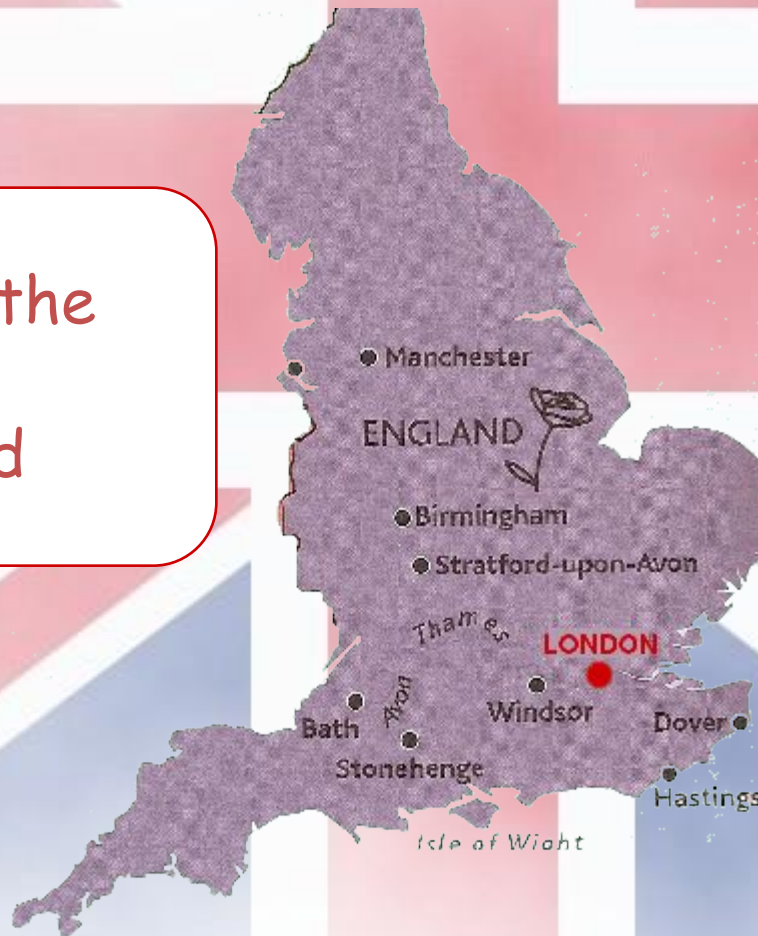 the
d
Manchester
ENGLAND
Birmingham
Stratford-upon-Avon
Thames
LONDON
Avon
Windsor
Bath
Dover
Stonehenge
Hastings
Isle of Wight